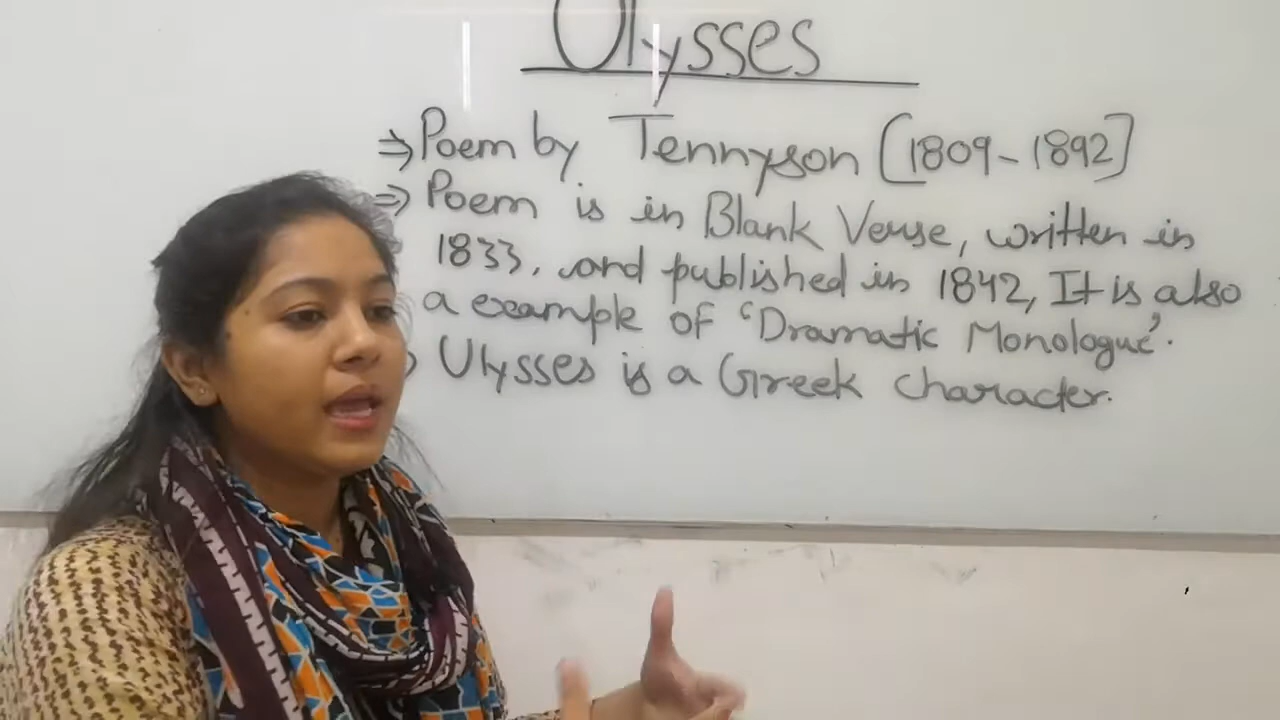 Ulysses
⇒ Poem by Tennyson [1809-1892]
⇒ Poem is in Blank Verse, written in
1833, and published in 1842, It is also
a example of ‘Dramatic Monologue’.
Ulysses is a Greek character.